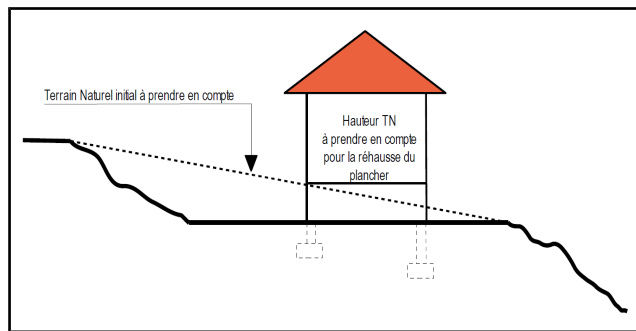 Terrain Naturel initial à prendre en compte
Hauteur TN
à prendre en compte
pour la réhausse du
plancher